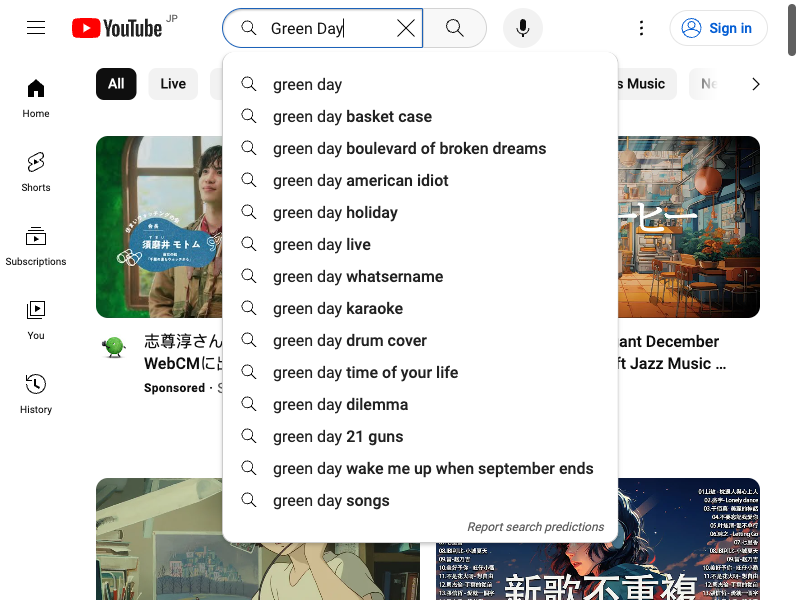 YouTube JP
Green Day
Sign in
All
Live
s Music
Ne
Home
Shorts
Subscriptions
You
History
green day
green day basket case
green day boulevard of broken dreams
green day american idiot
green day holiday
green day live
green day whatsername
green day karaoke
green day drum cover
green day time of your life
green day dilemma
green day 21 guns
green day wake me up when september ends
green day songs
Report search predictions
須磨井 モトム
ーヒー
志尊淳さん
WebCMに出
Sponsored · S
ant December
ft Jazz Music ...
新歌不重複